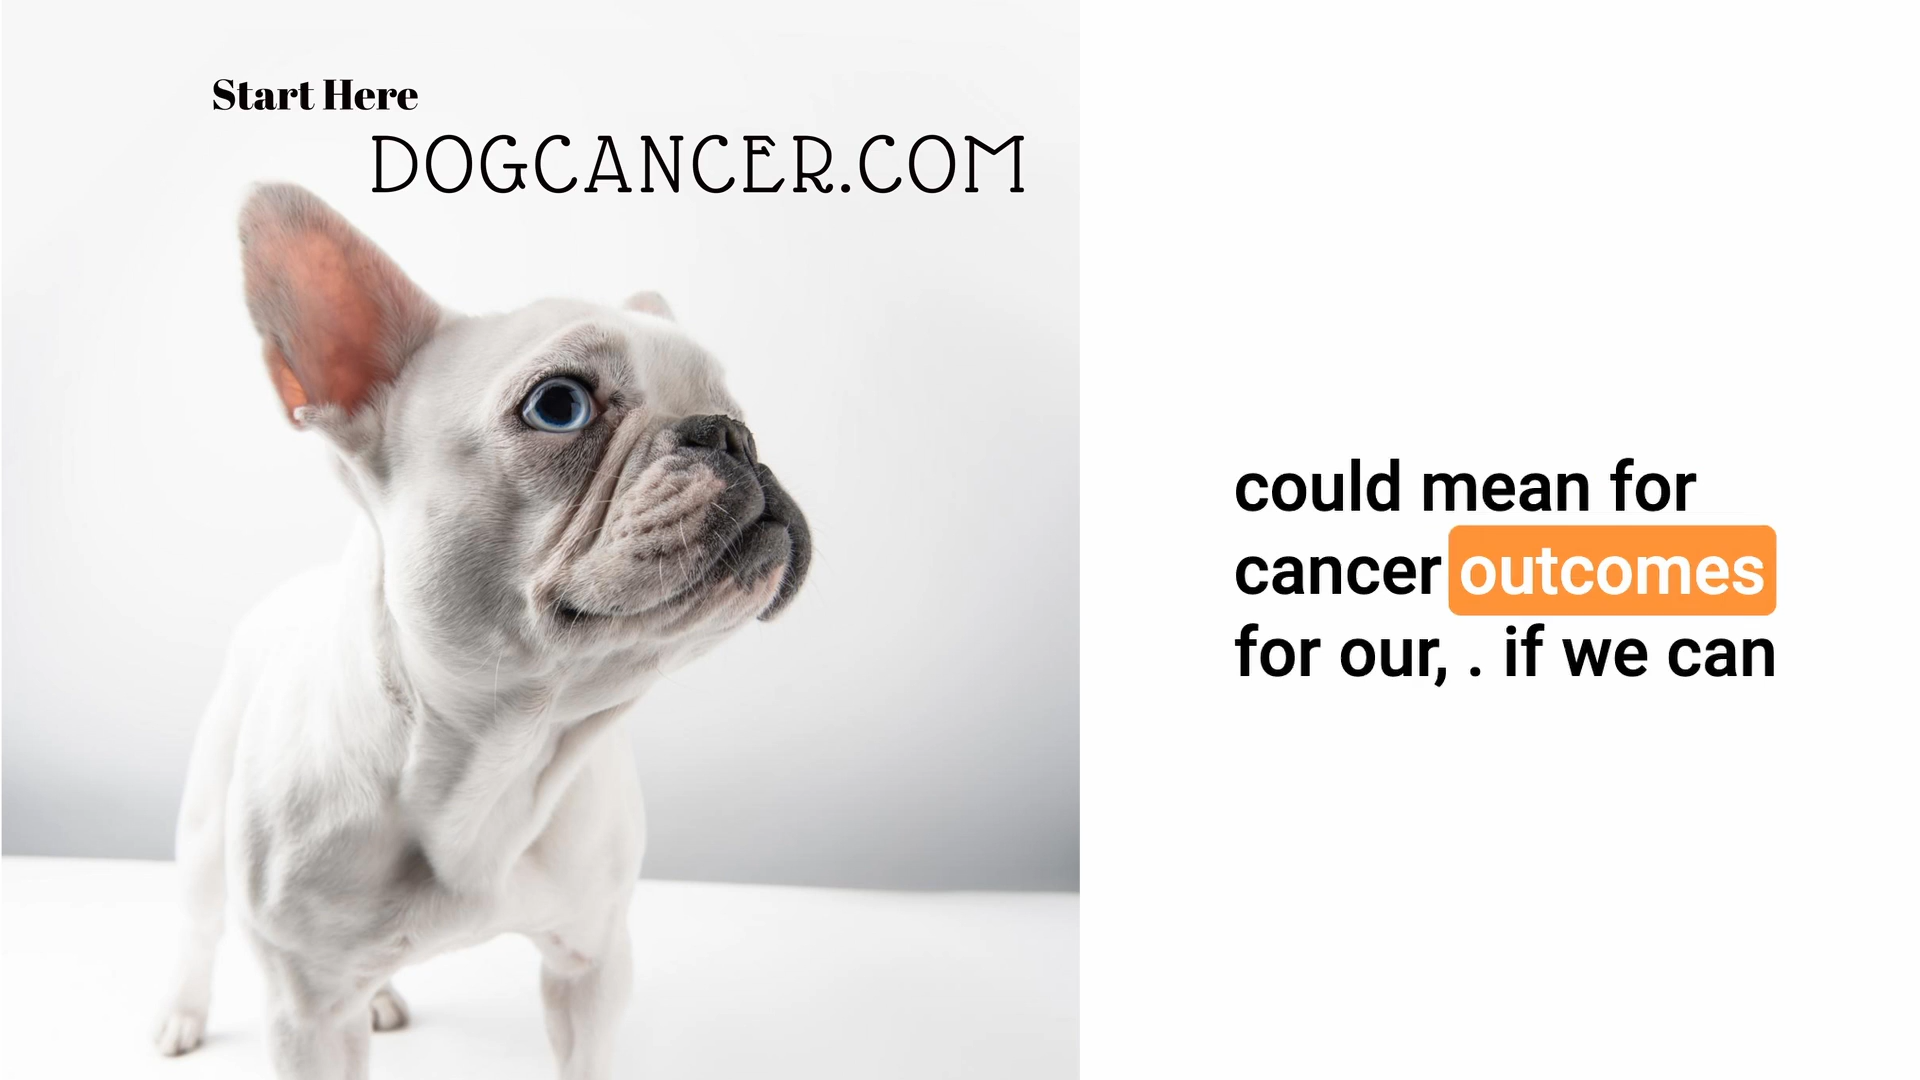 Start Here
DOGCANCER.COM
could mean for
cancer outcomes
for our, . if we can